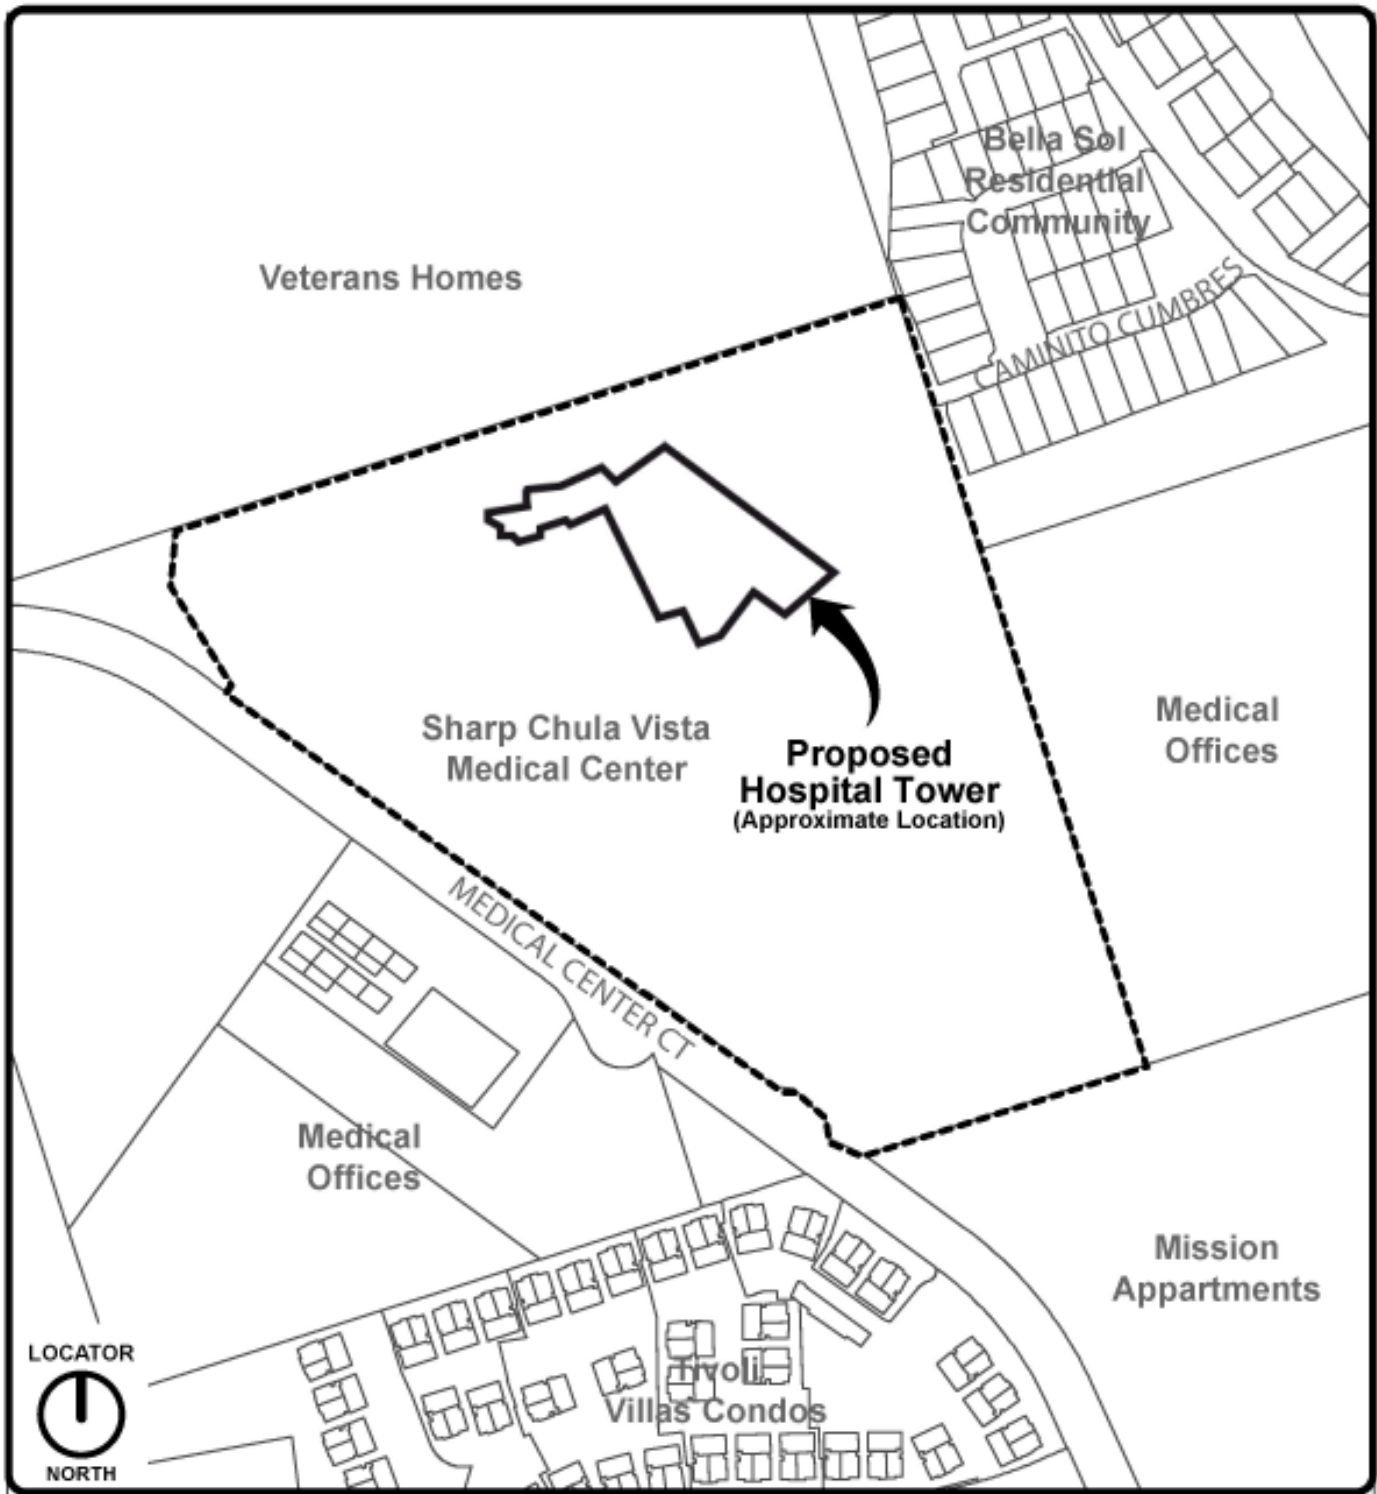 Bella Sol
Residential
Community
Veterans Homes
CAMINITO CUMBRES
Sharp Chula Vista
Medical Center
Medical
Offices
Proposed
Hospital Tower
(Approximate Location)
MEDICAL CENTER CT
Medical
Offices
Mission
Appartments
Tivoli
Villas Condos
LOCATOR
NORTH